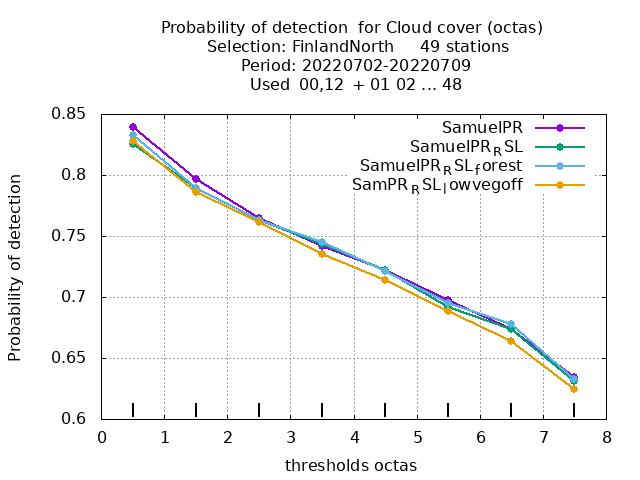 Probability of detection for Cloud cover (octas)
Selection: FinlandNorth 49 stations
Period: 20220702-20220709
Used 00,12 + 01 02 ... 48
SamuelPR
SamuelPR_RSL
SamuelPR_RSL_forest
SamPR_RSL_lowvegoff
Probability of detection
0.85
0.8
0.75
0.7
0.65
0.6
0 1 2 3 4 5 6 7 8
thresholds octas